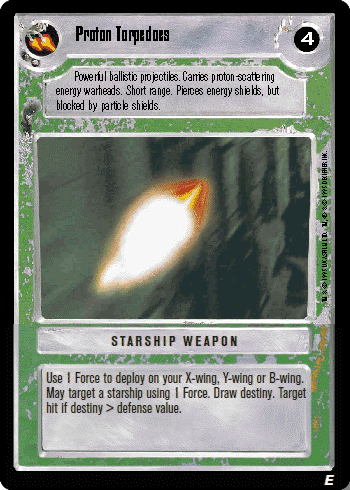 Proton Torpedoes
4
Powerful ballistic projectiles. Carries proton-scattering
energy warheads. Short range. Pierces energy shields, but
blocked by particle shields.
STARSHIP WEAPON
Use 1 Force to deploy on your X-wing, Y-wing or B-wing.
May target a starship using 1 Force. Draw destiny. Target
hit if destiny > defense value.
E